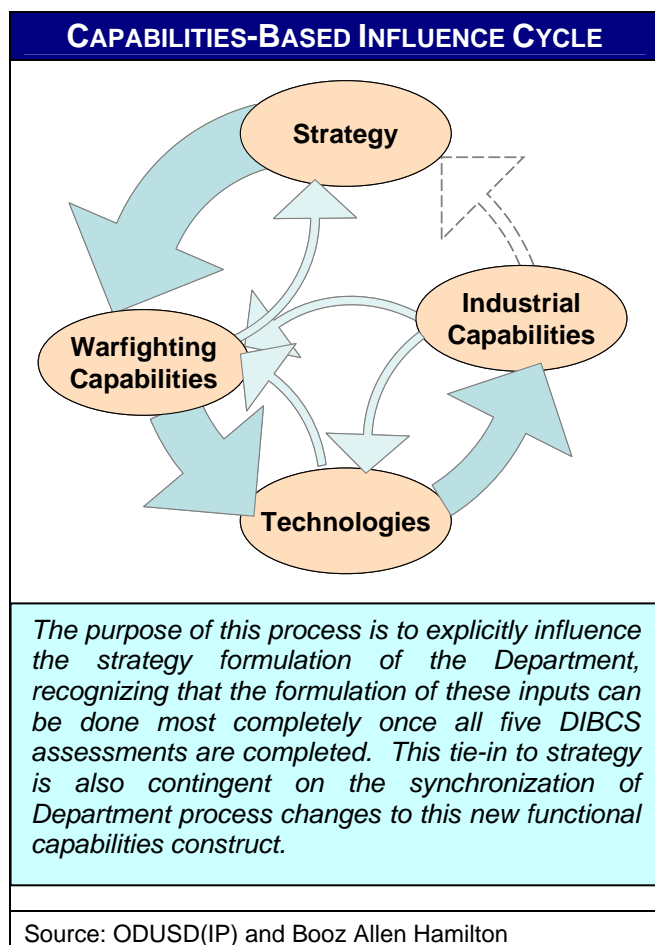 CAPABILITIES-BASED INFLUENCE CYCLE
Strategy
Industrial
Capabilities
Warfighting
Capabilities
Technologies
The purpose of this process is to explicitly influence
the strategy formulation of the Department,
recognizing that the formulation of these inputs can
be done most completely once all five DIBCS
assessments are completed. This tie-in to strategy
is also contingent on the synchronization of
Department process changes to this new functional
capabilities construct.
Source: ODUSD(IP) and Booz Allen Hamilton